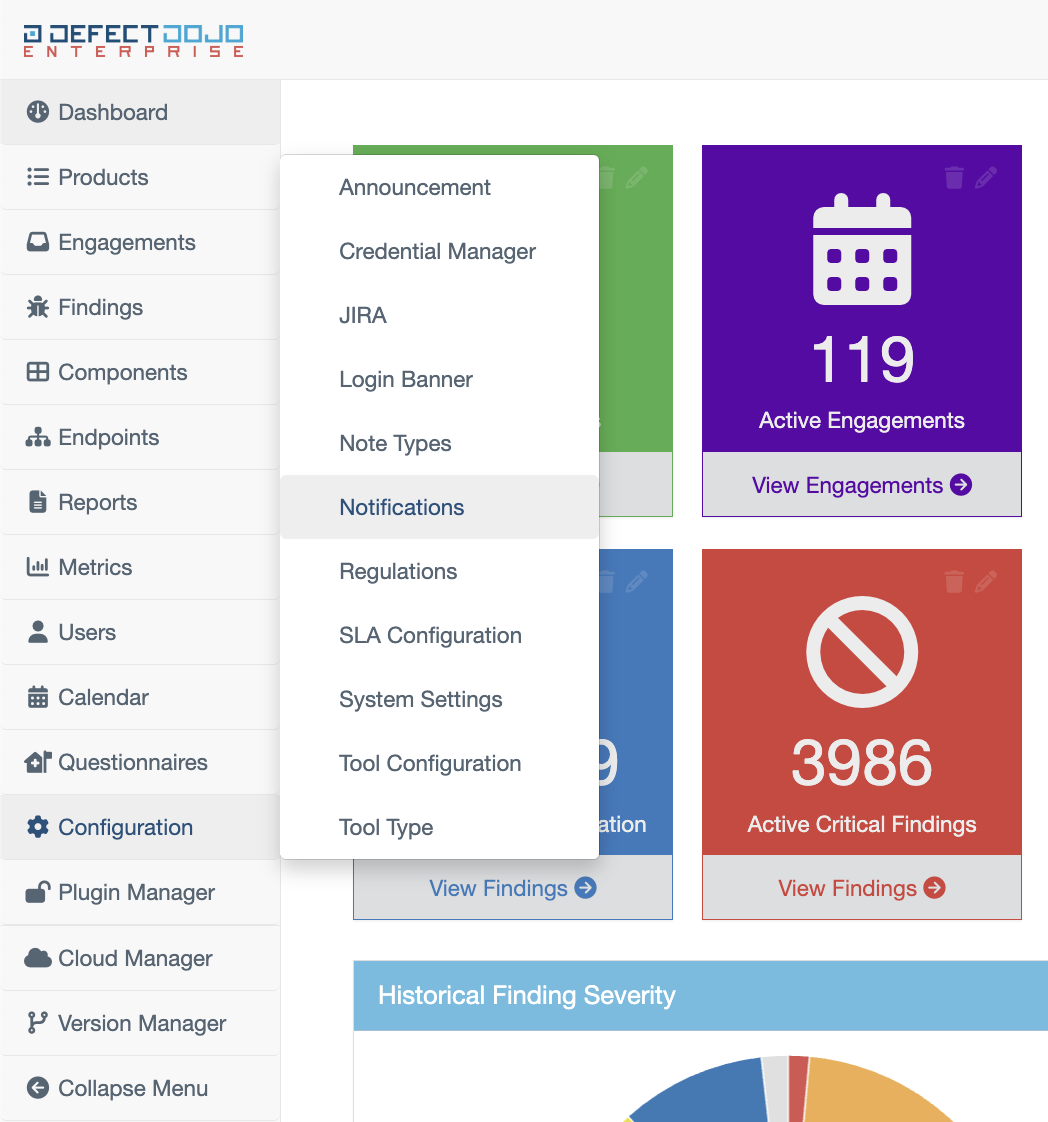 DEFECT DOJO
ENTERPRISE
Dashboard
Products
Engagements
Findings
Components
Endpoints
Reports
Metrics
Users
Calendar
Questionnaires
Configuration
Plugin Manager
Cloud Manager
Version Manager
Collapse Menu
Announcement
Credential Manager
JIRA
Login Banner
Note Types
Notifications
Regulations
SLA Configuration
System Settings
Tool Configuration
Tool Type
119
Active Engagements
View Engagements
9
View Findings
3986
Active Critical Findings
View Findings
Historical Finding Severity